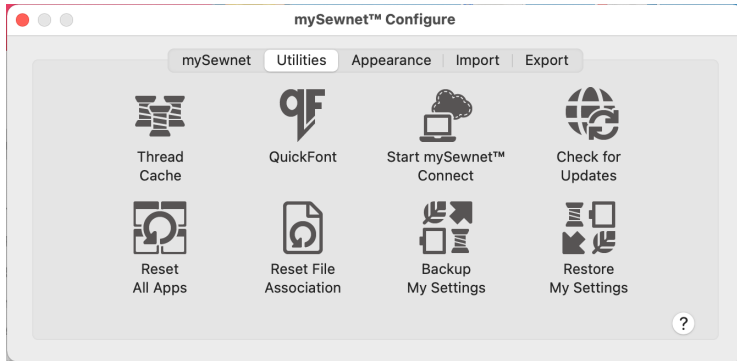 mySewnet™ Configure
mySewnet Utilities Appearance Import Export
Thread
Cache
QuickFont
Start mySewnet™
Connect
Check for
Updates
Reset
All Apps
Reset File
Association
Backup
My Settings
Restore
My Settings
?